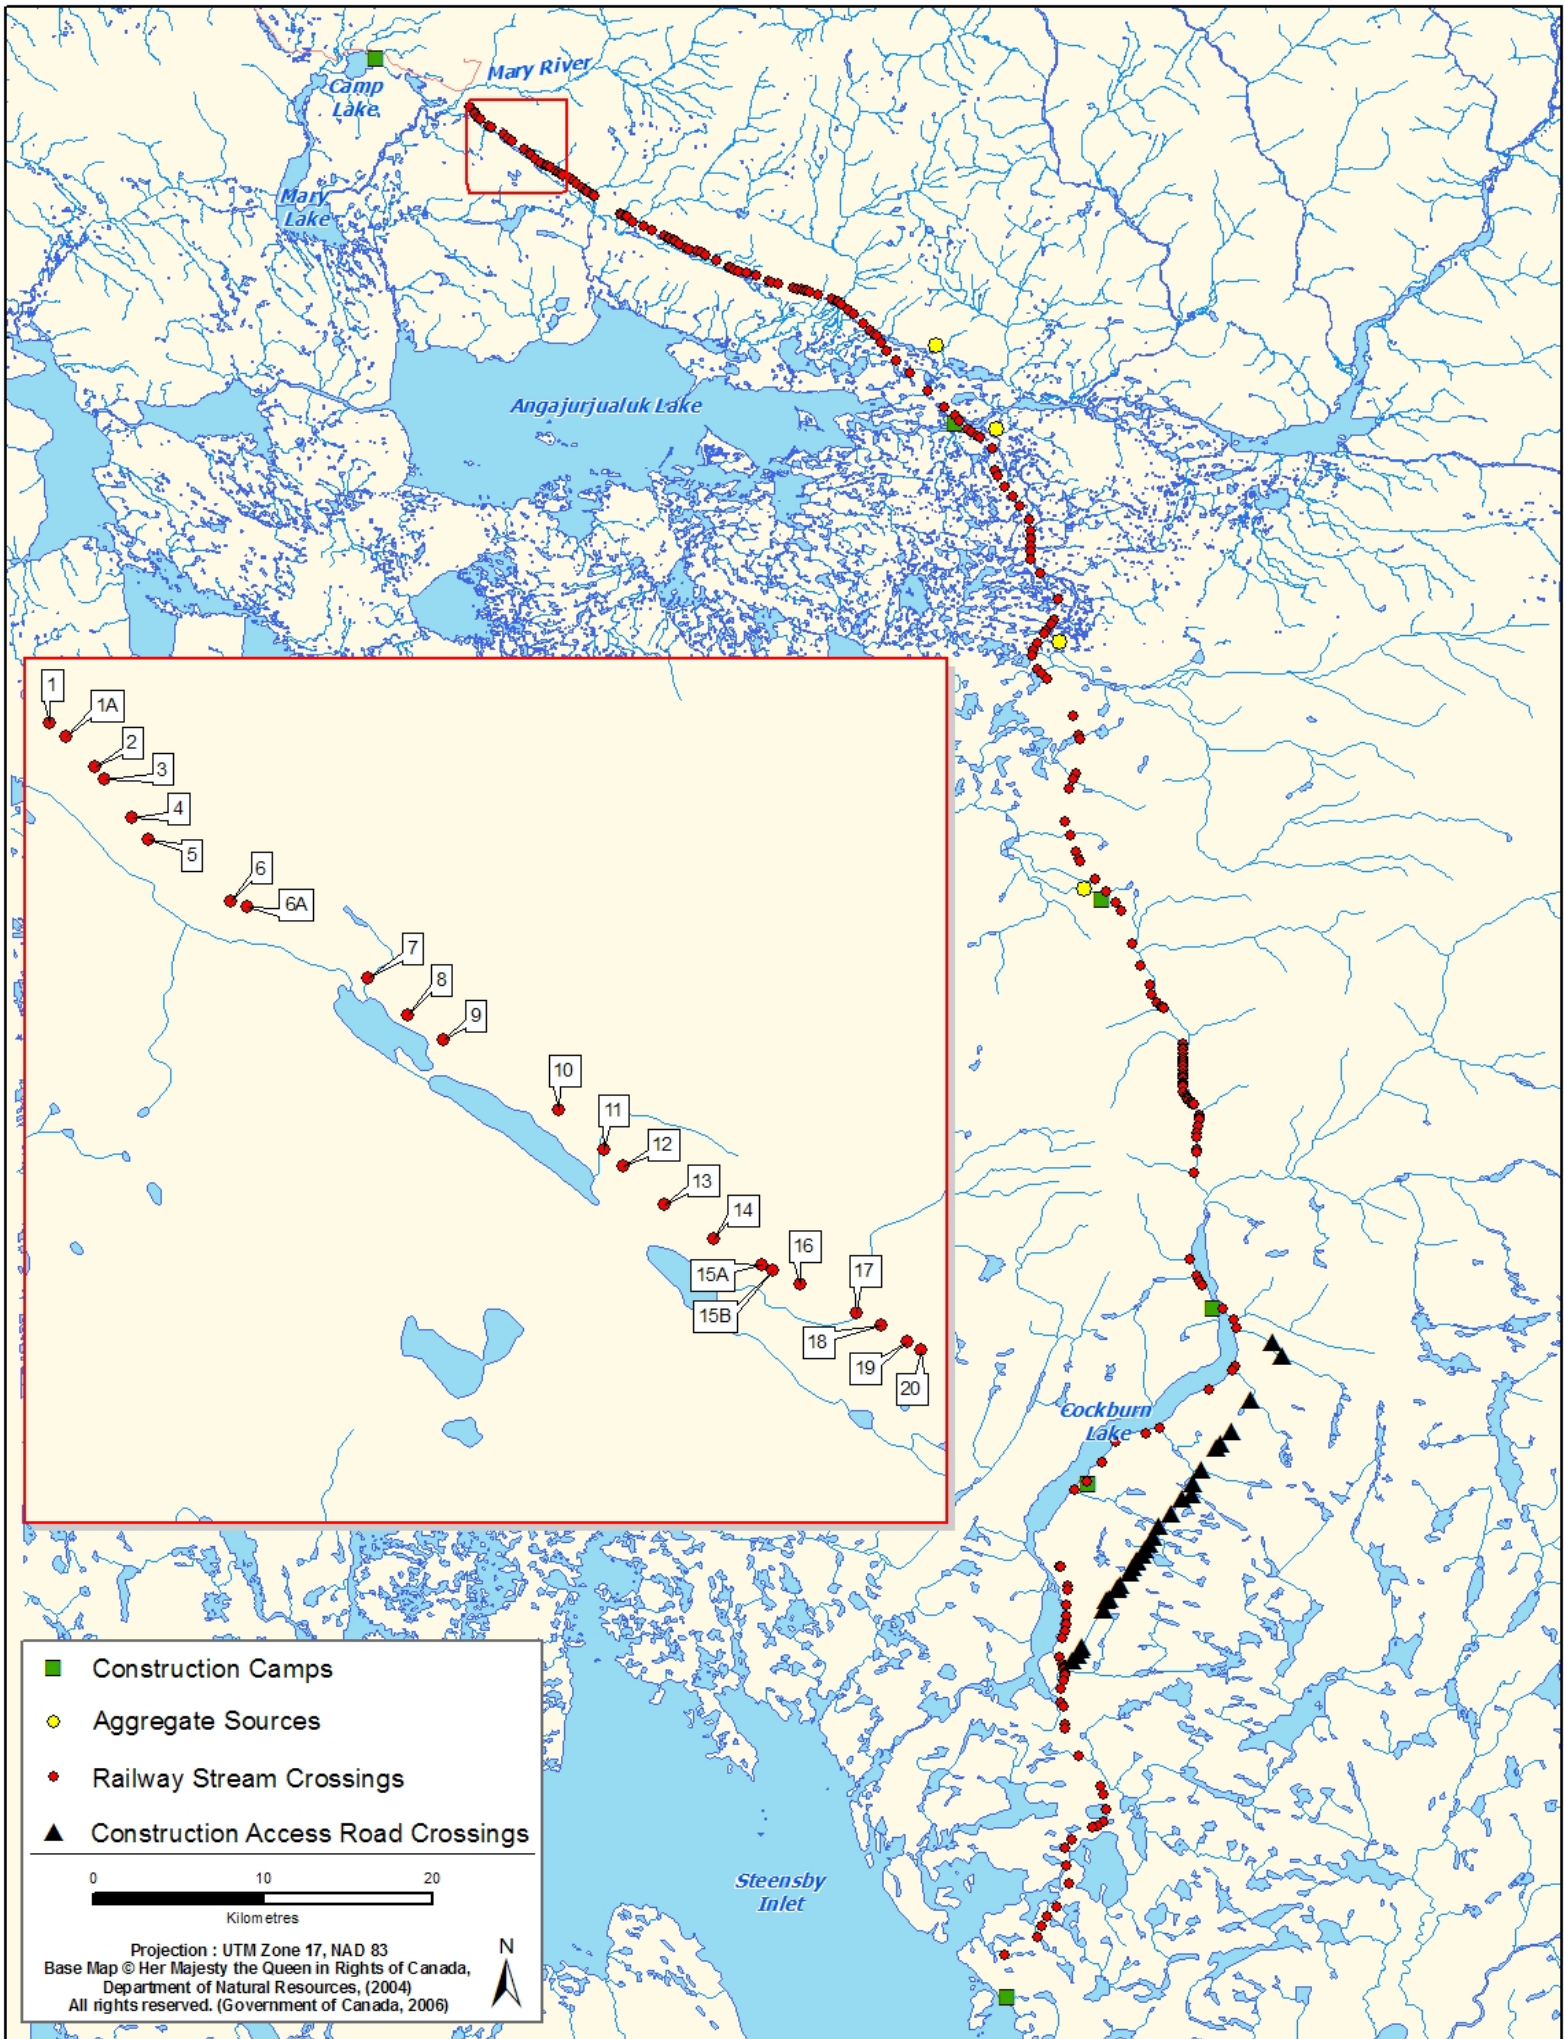 Mary River
Camp
Lake
Mary
Lake
Angajurjualuk Lake
1
1A
2
3
4
5
6
6A
7
8
9
10
11
12
13
14
15A
15B
16
17
18
19
20
Cockburn
Lake
Steensby
Inlet
Construction Camps
Aggregate Sources
Railway Stream Crossings
Construction Access Road Crossings
0 10 20
Kilometres
Projection : UTM Zone 17, NAD 83
Base Map © Her Majesty the Queen in Rights of Canada,
Department of Natural Resources, (2004)
All rights reserved. (Government of Canada, 2006)
N